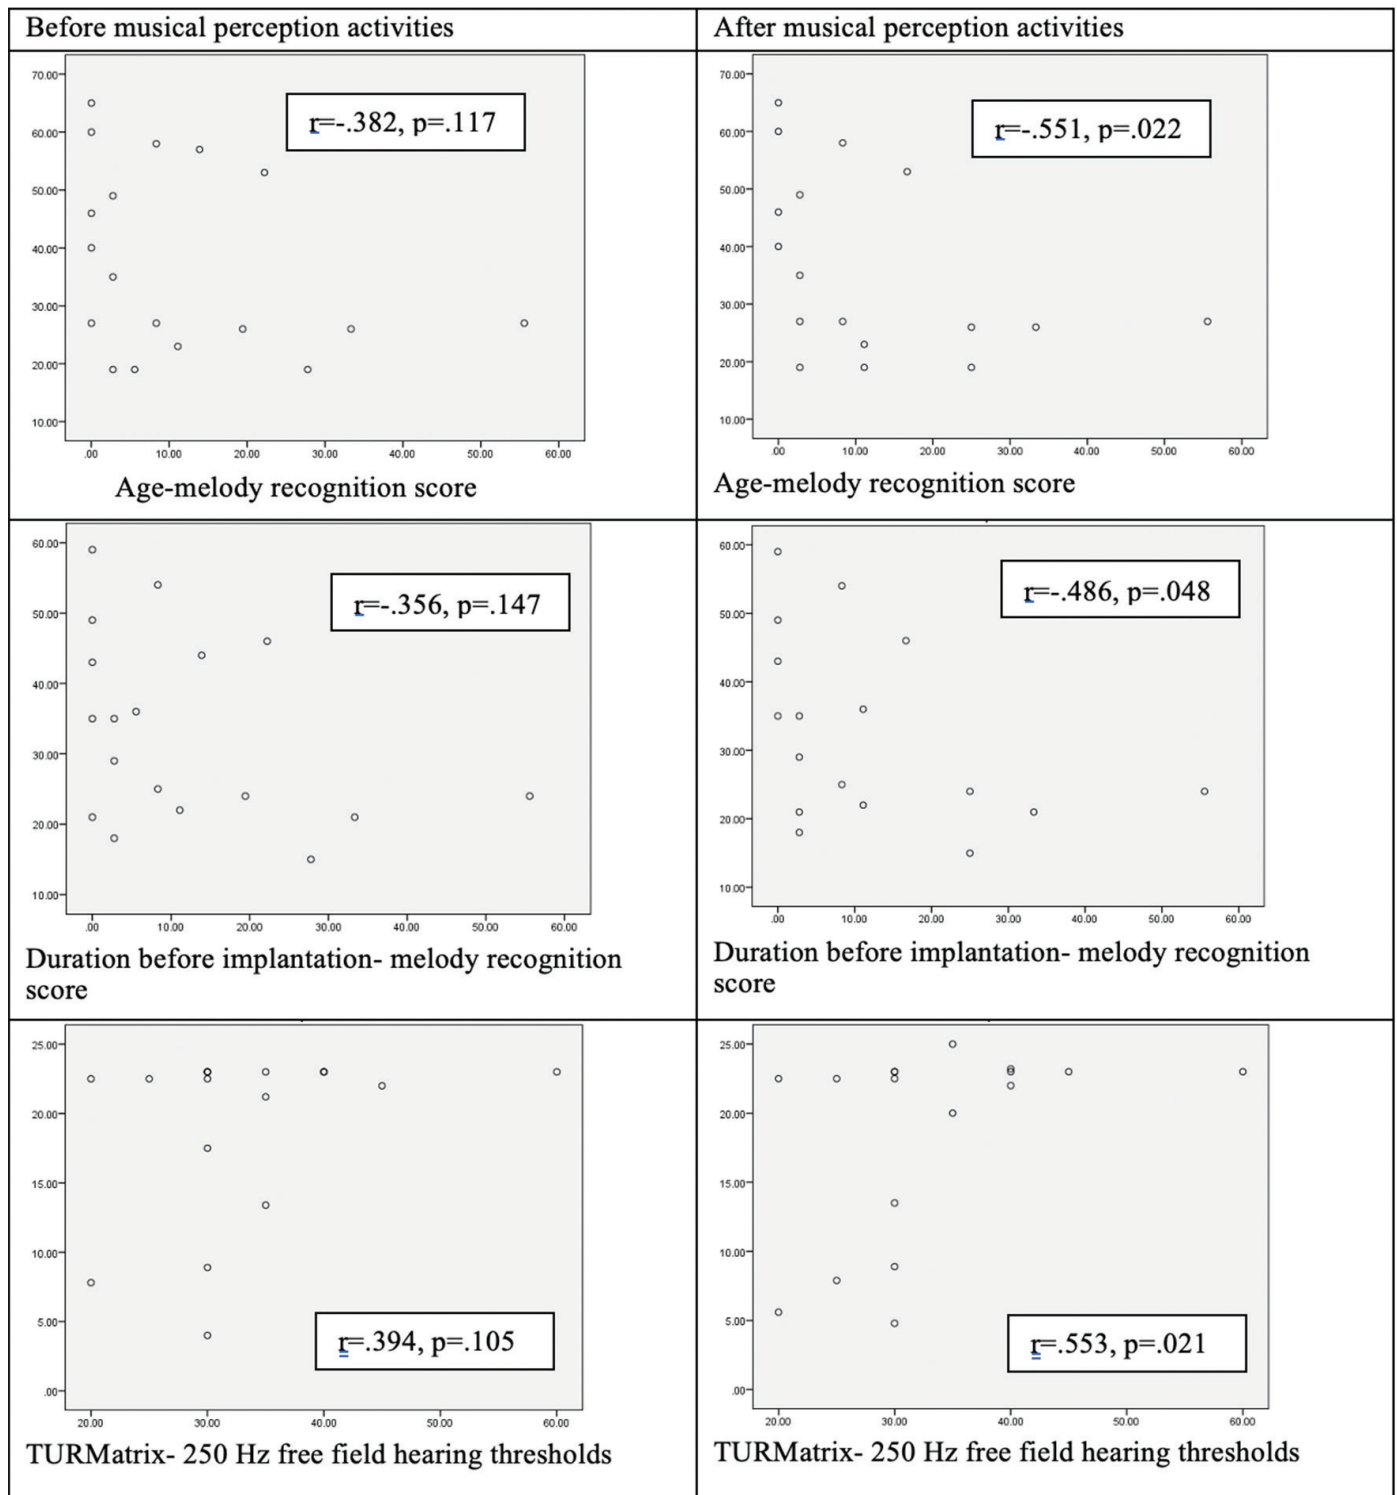 Before musical perception activities
After musical perception activities
70.00
60.00
50.00
40.00
30.00
20.00
10.00
r=-.382, p=.117
.00 10.00 20.00 30.00 40.00 50.00 60.00
Age-melody recognition score
70.00
60.00
50.00
40.00
30.00
20.00
10.00
r=-.551, p=.022
.00 10.00 20.00 30.00 40.00 50.00 60.00
Age-melody recognition score
60.00
50.00
40.00
30.00
20.00
10.00
r=-.356, p=.147
.00 10.00 20.00 30.00 40.00 50.00 60.00
Duration before implantation- melody recognition
score
60.00
50.00
40.00
30.00
20.00
10.00
r=-.486, p=.048
.00 10.00 20.00 30.00 40.00 50.00 60.00
Duration before implantation- melody recognition
score
25.00
20.00
15.00
10.00
5.00
.00
r=.394, p=.105
20.00 30.00 40.00 50.00 60.00
TURMatrix- 250 Hz free field hearing thresholds
25.00
20.00
15.00
10.00
5.00
.00
r=.553, p=.021
20.00 30.00 40.00 50.00 60.00
TURMatrix- 250 Hz free field hearing thresholds